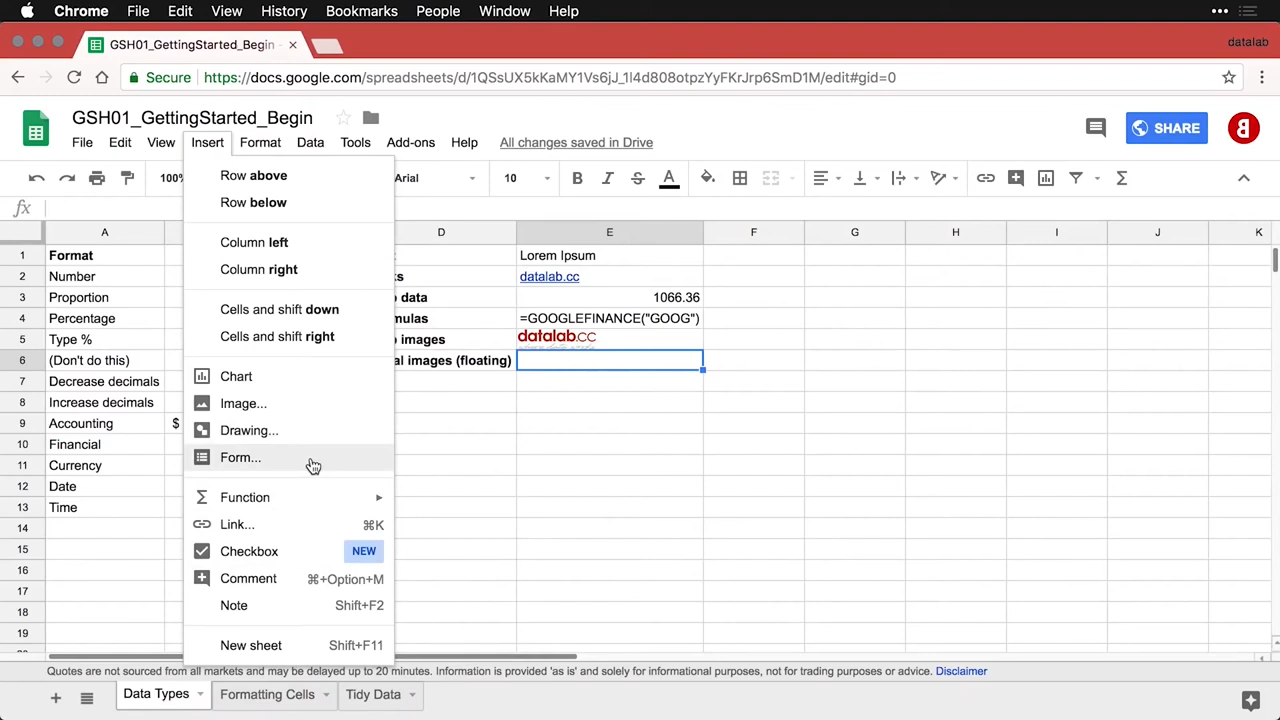 Chrome File Edit View History Bookmarks People Window Help
GSH01_GettingStarted_Begin -
datalab
Secure https://docs.google.com/spreadsheets/d/1QSsUX5kKaMY1Vs6jJ_1l4d808otpzYyFKrJrp6SmD1M/edit#gid=0
GSH01_GettingStarted_Begin
SHARE
File Edit View Insert Format Data Tools Add-ons Help All changes saved in Drive
100% Arial 10 B I S A Σ
fx
A D E F G H I J K
1 Format Lorem Ipsum
2 Number datalab.cc
3 Proportion data 1066.36
4 Percentage =GOOGLEFINANCE("GOOG")
5 Type % images datalab.cc
6 (Don't do this) images (floating)
7 Decrease decimals
8 Increase decimals
9 Accounting $
10 Financial
11 Currency
12 Date
13 Time
14
15
16
17
18
19
Row above
Row below
Column left
Column right
Cells and shift down
Cells and shift right
Chart
Image...
Drawing...
Form...
Function
Link... ⌘K
Checkbox NEW
Comment ⌘+Option+M
Note Shift+F2
New sheet Shift+F11
Quotes are not sourced from all markets and may be delayed up to 20 minutes. Information is provided 'as is' and solely for informational purposes, not for trading purposes or advice. Disclaimer
Data Types Formatting Cells Tidy Data